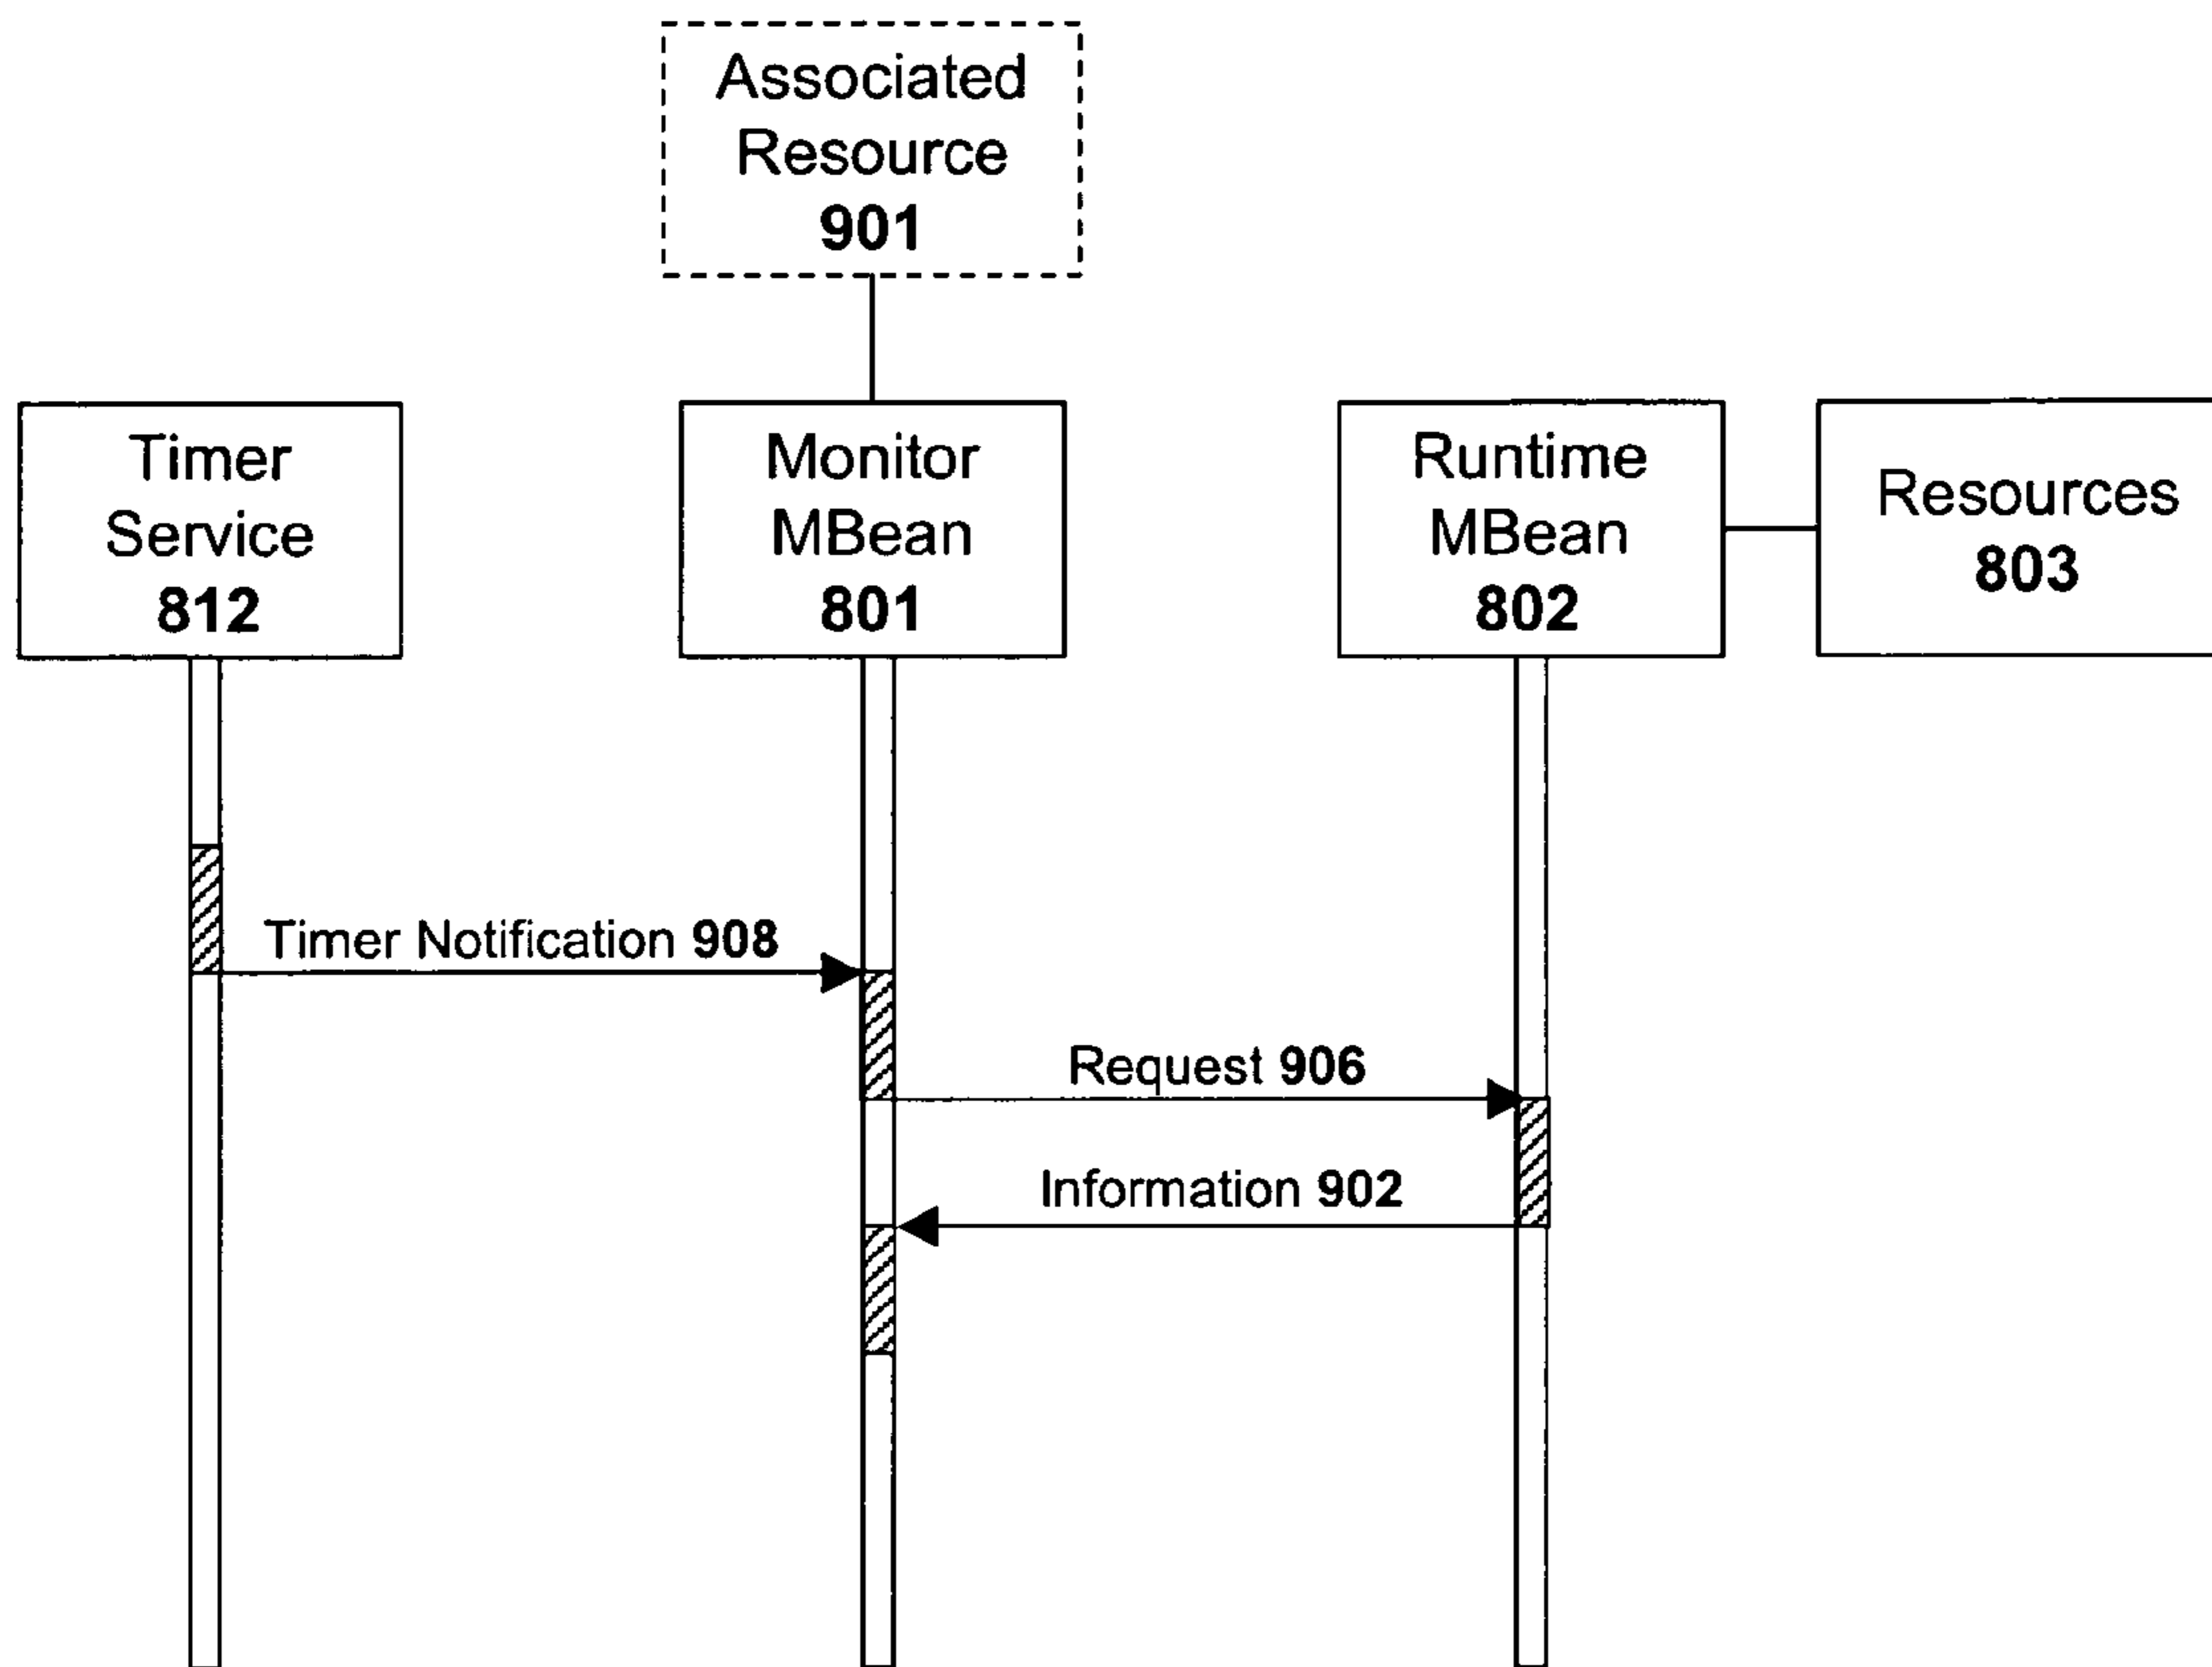 Associated
Resource
901
Timer
Service
812
Monitor
MBean
801
Runtime
MBean
802
Resources
803
Timer Notification 908
Request 906
Information 902